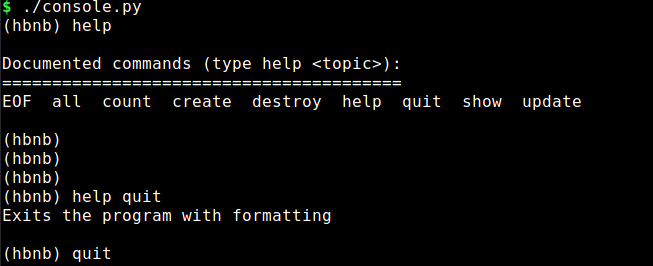 $ ./console.py
(hbnb) help
Documented commands (type help <topic>):
========================================
EOF  all  count  create  destroy  help  quit  show  update
(hbnb)
(hbnb)
(hbnb)
(hbnb) help quit
Exits the program with formatting
(hbnb) quit